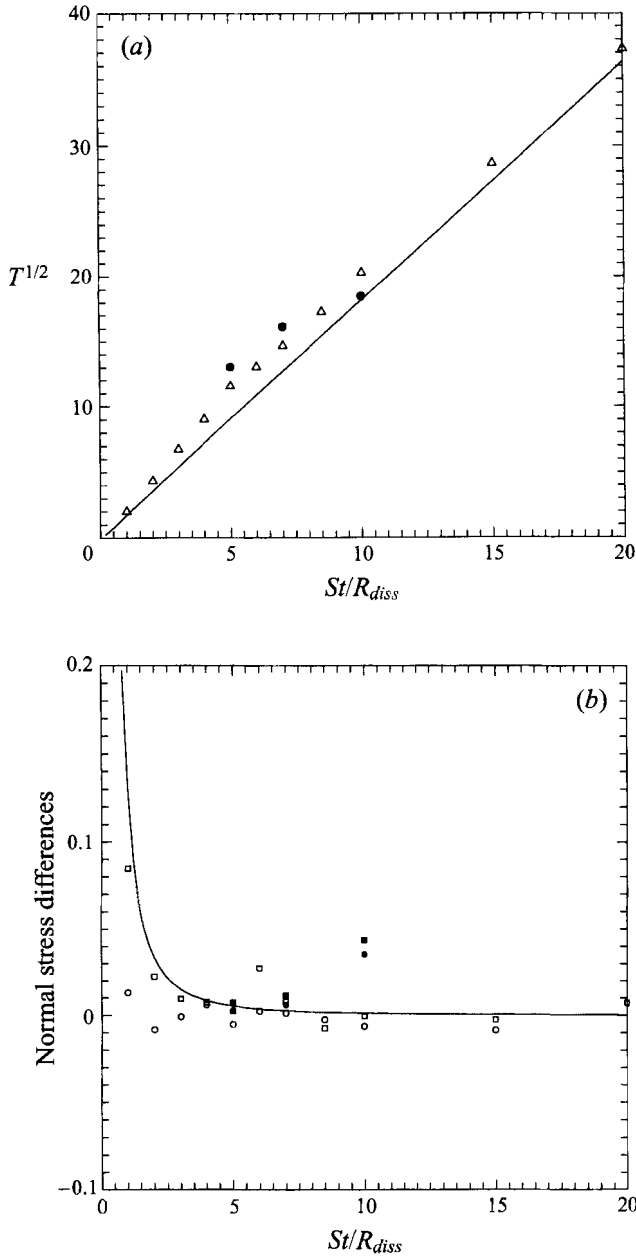 (a)
40
30
20
10
T^{1/2}
0 5 10 15 20
St/R_{diss}
(b)
0.2
0.1
0
−0.1
Normal stress differences
0 5 10 15 20
St/R_{diss}